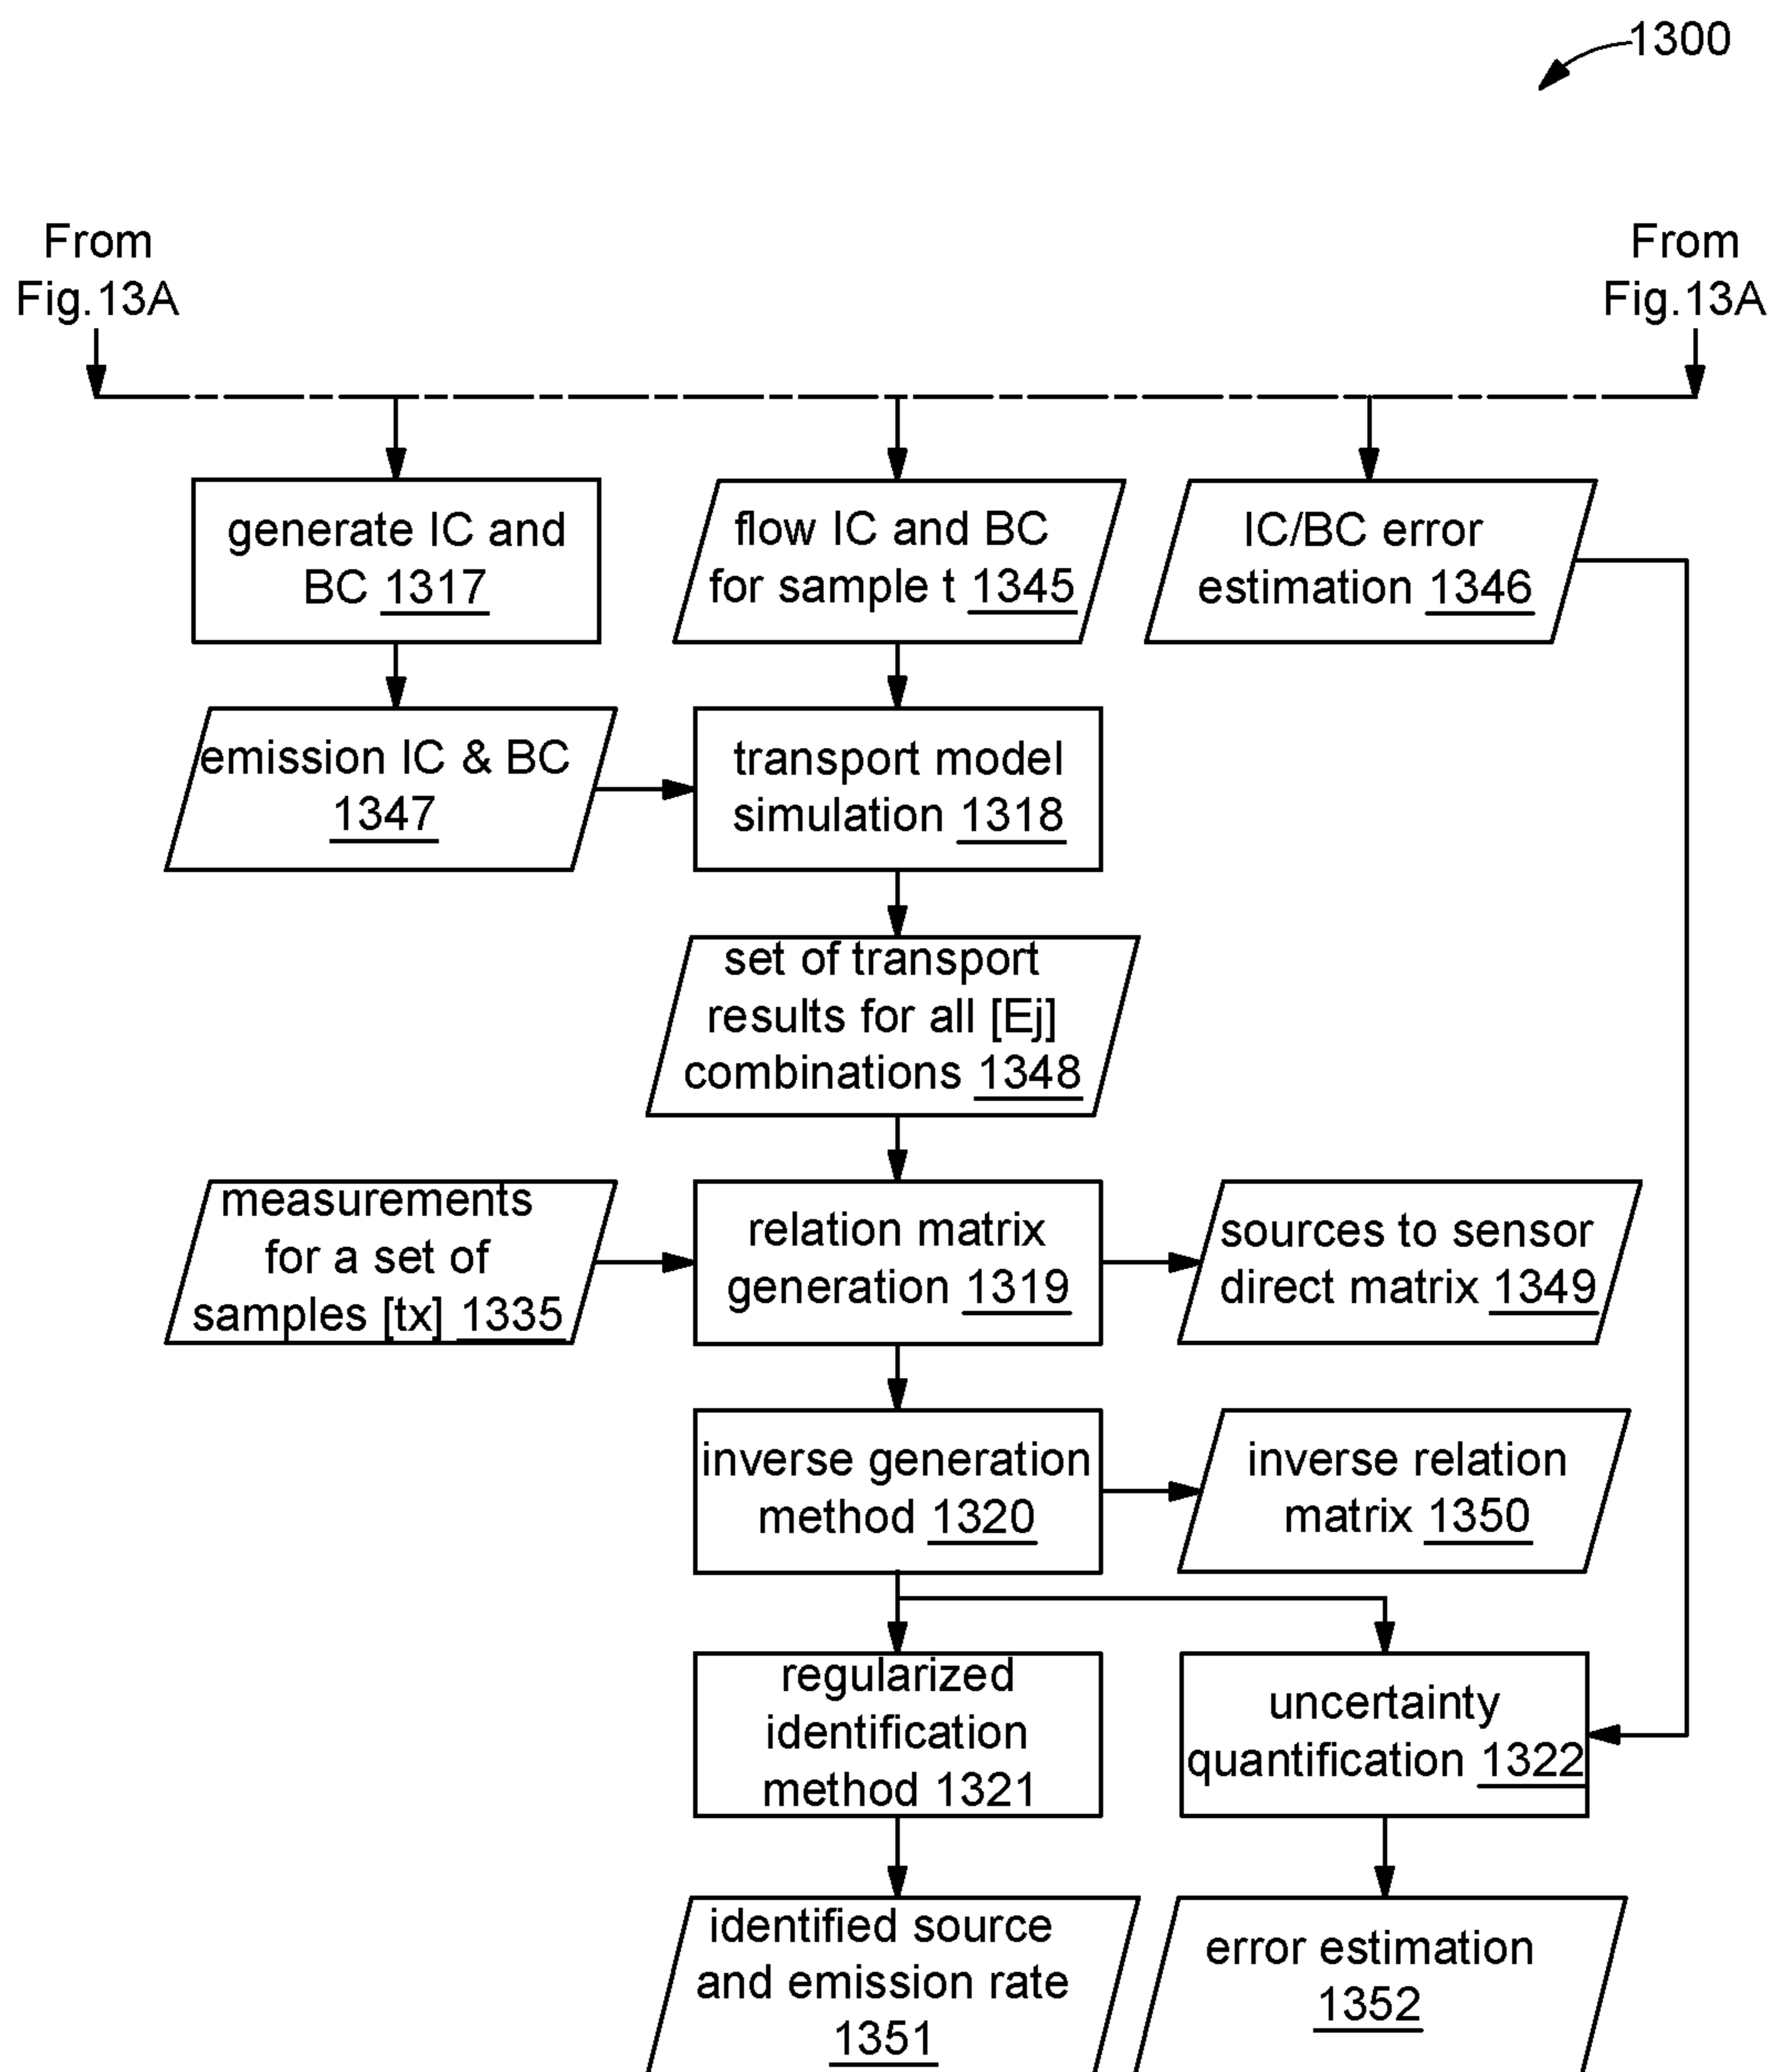 1300
From
Fig.13A
From
Fig.13A
generate IC and
BC 1317
flow IC and BC
for sample t 1345
IC/BC error
estimation 1346
emission IC & BC
1347
transport model
simulation 1318
set of transport
results for all [Ej]
combinations 1348
measurements
for a set of
samples [tx] 1335
relation matrix
generation 1319
sources to sensor
direct matrix 1349
inverse generation
method 1320
inverse relation
matrix 1350
regularized
identification
method 1321
uncertainty
quantification 1322
identified source
and emission rate
1351
error estimation
1352